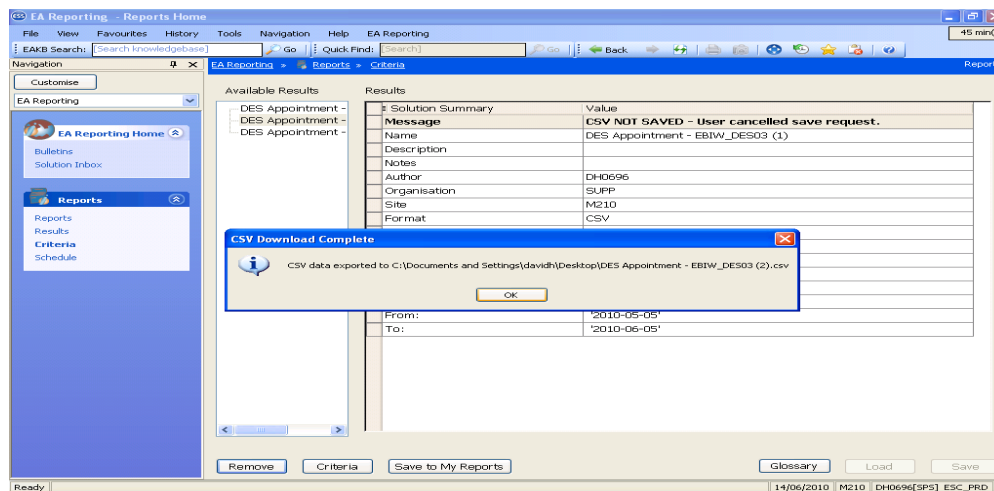 EA Reporting - Reports Home
File View Favourites History Tools Navigation Help EA Reporting
45 min(
EAKB Search: [Search knowledgebase] Go Quick Find: [Search] Go Back
Navigation
EA Reporting » Reports » Criteria
Report
Customise
EA Reporting
EA Reporting Home
Bulletins
Solution Inbox
Reports
Reports
Results
Criteria
Schedule
Available Results
DES Appointment -
DES Appointment -
DES Appointment -
Results
Solution Summary Value
Message CSV NOT SAVED - User cancelled save request.
Name DES Appointment - EBIW_DES03 (1)
Description
Notes
Author DH0696
Organisation SUPP
Site M210
Format CSV
CSV Download Complete
CSV data exported to C:\Documents and Settings\davidh\Desktop\DES Appointment - EBIW_DES03 (2).csv
OK
From: '2010-05-05'
To: '2010-06-05'
Remove Criteria Save to My Reports Glossary Load Save
Ready 14/06/2010 M210 DH0696[SPS] ESC_PRD